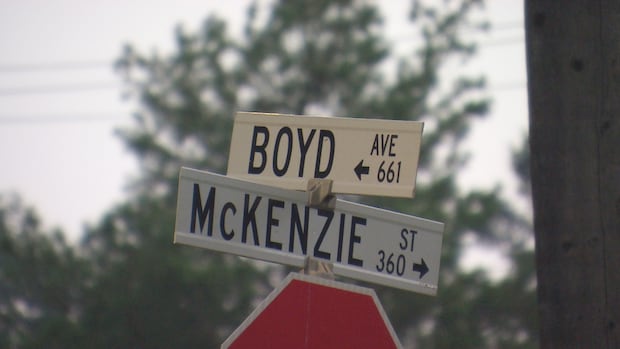 BOYD AVE
← 661
McKENZIE ST
360 →